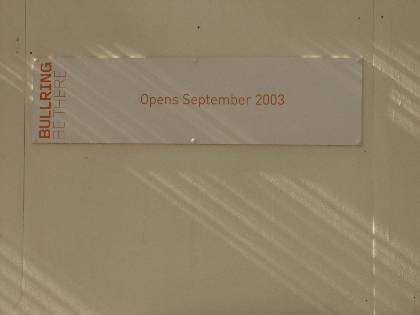 BULLRING
BE THERE
Opens September 2003